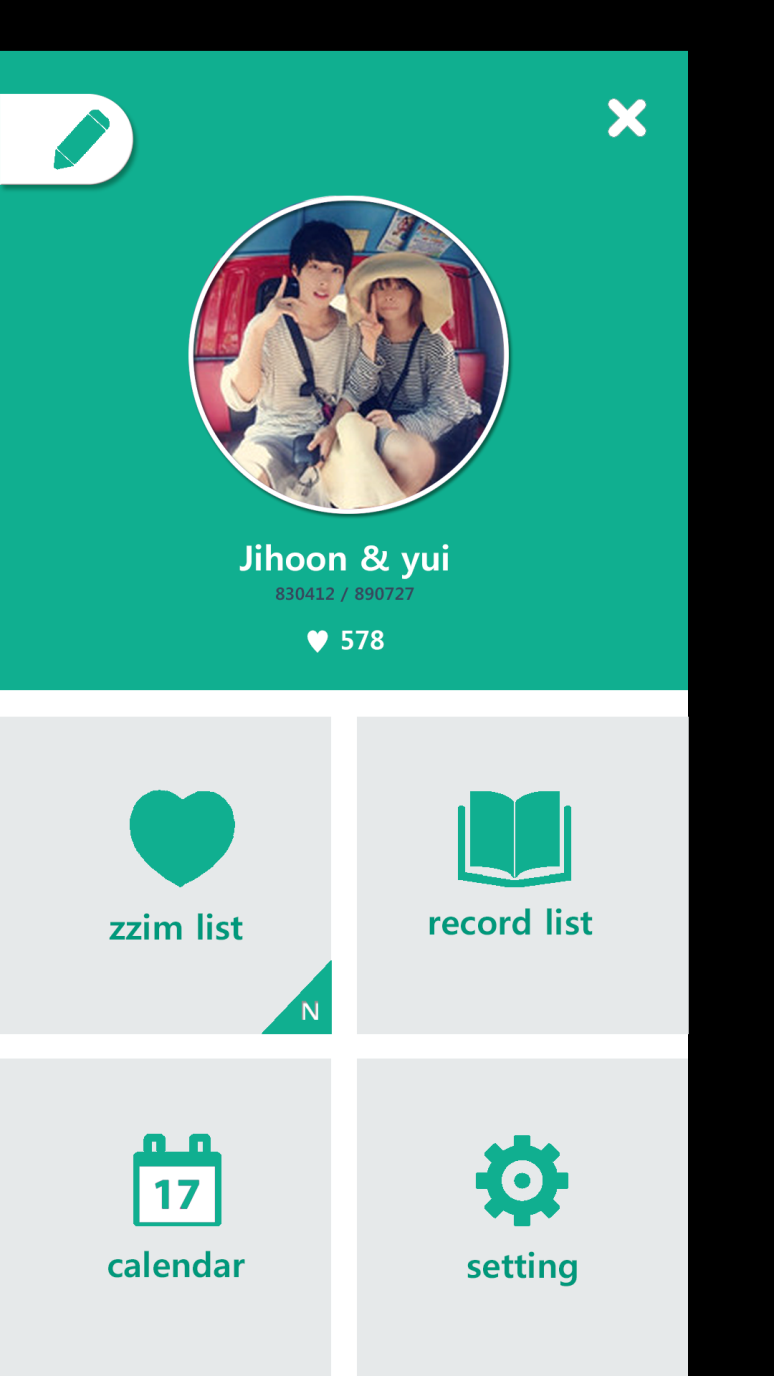 Jihoon & yui
830412 / 890727
578
zzim list
record list
N
17
calendar
setting